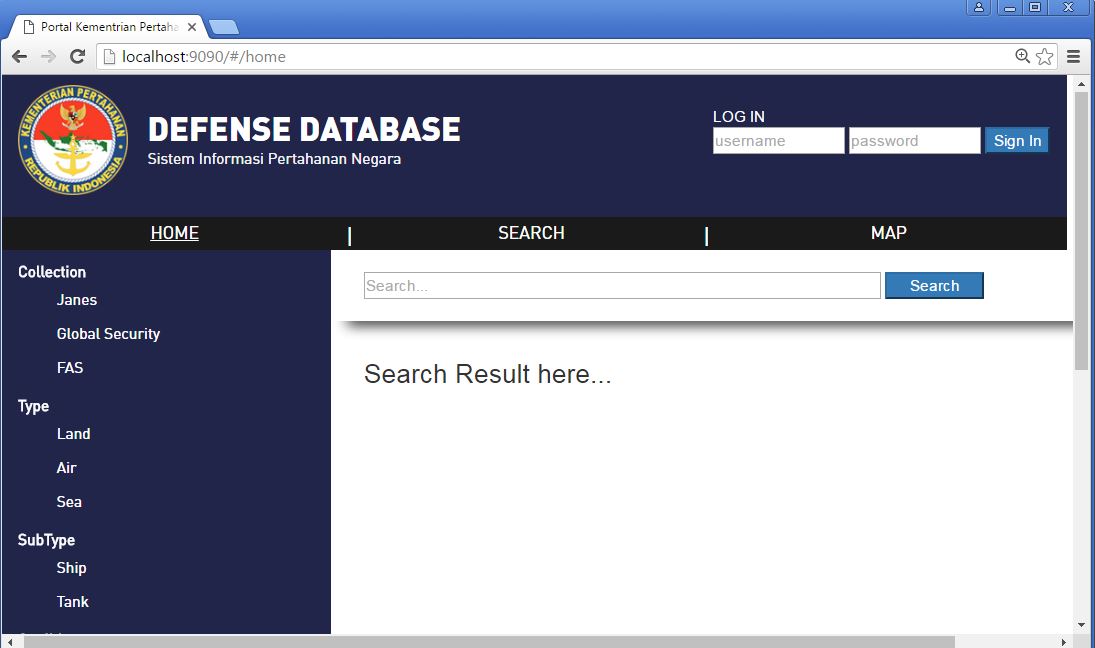 Portal Kementrian Pertaha
localhost:9090/#/home
KEMENTERIAN PERTAHANAN
REPUBLIK INDONESIA
DEFENSE DATABASE
Sistem Informasi Pertahanan Negara
LOG IN
username password Sign In
HOME | SEARCH | MAP
Collection
Janes
Global Security
FAS
Type
Land
Air
Sea
SubType
Ship
Tank
Search... Search
Search Result here...